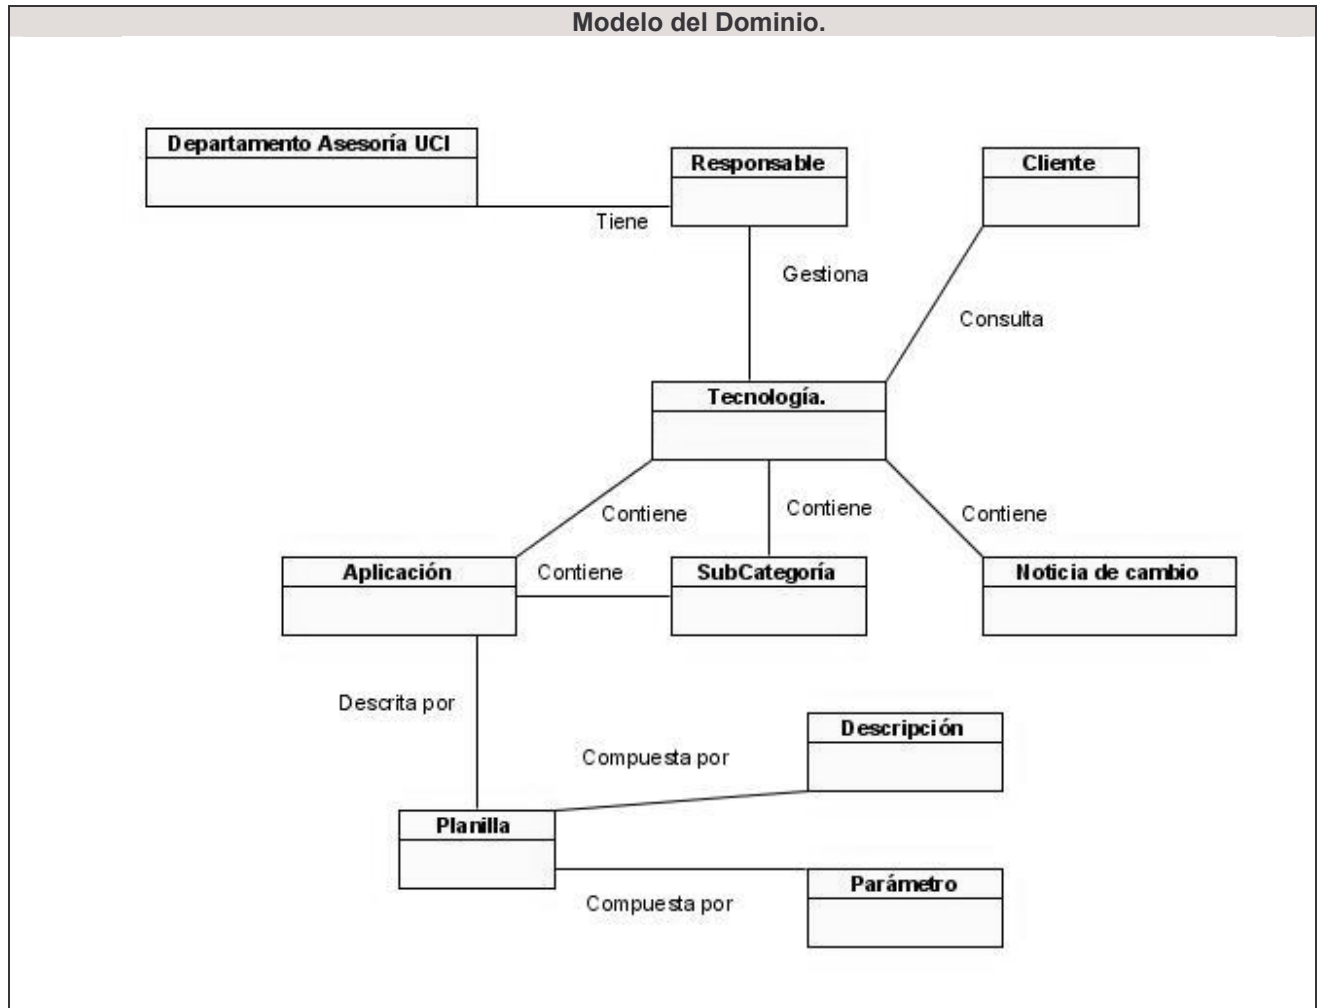 Modelo del Dominio.
Departamento Asesoría UCI
Responsable
Cliente
Tiene
Gestiona
Consulta
Tecnología.
Contiene
Contiene
Contiene
Aplicación
Contiene
SubCategoría
Noticia de cambio
Descrita por
Descripción
Compuesta por
Planilla
Parámetro
Compuesta por